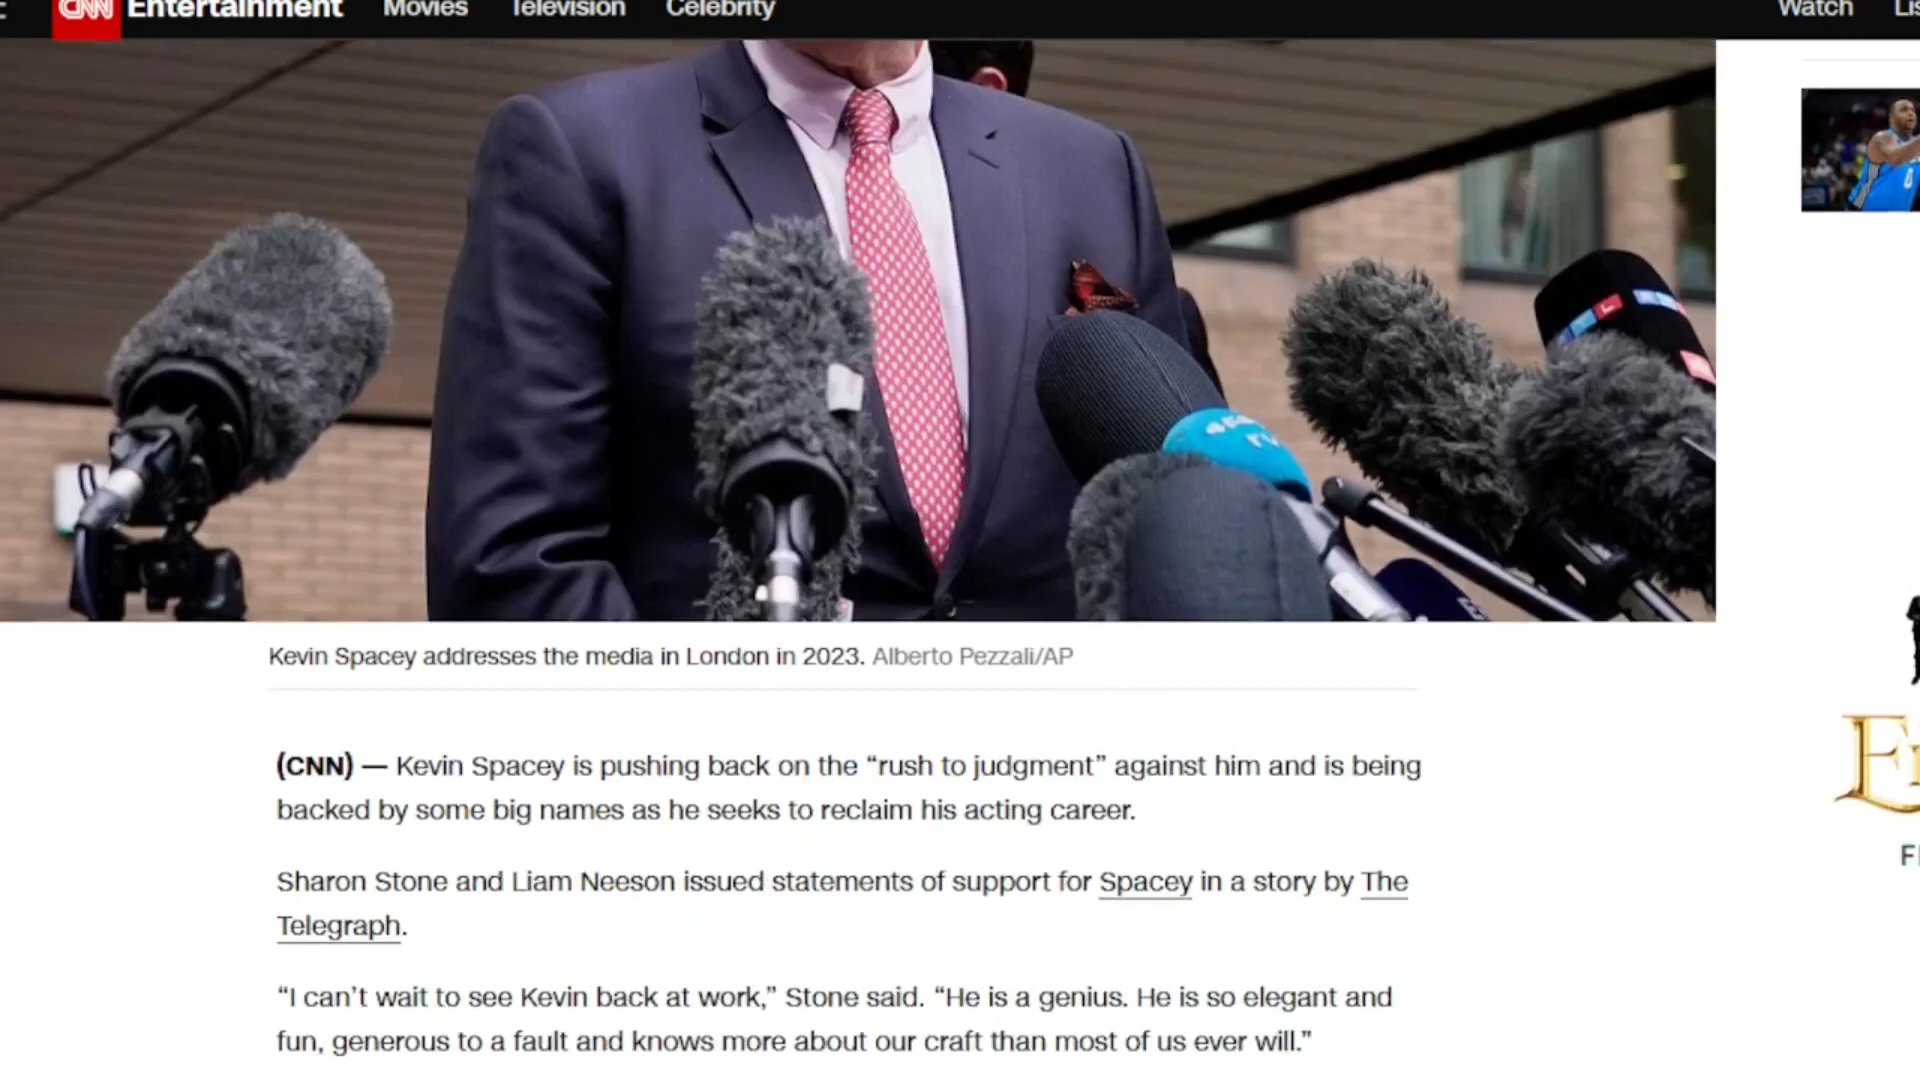 CNN Entertainment Movies Television Celebrity Watch
Kevin Spacey addresses the media in London in 2023. Alberto Pezzali/AP
(CNN) — Kevin Spacey is pushing back on the “rush to judgment” against him and is being
backed by some big names as he seeks to reclaim his acting career.
Sharon Stone and Liam Neeson issued statements of support for Spacey in a story by The
Telegraph.
“I can’t wait to see Kevin back at work,” Stone said. “He is a genius. He is so elegant and
fun, generous to a fault and knows more about our craft than most of us ever will.”